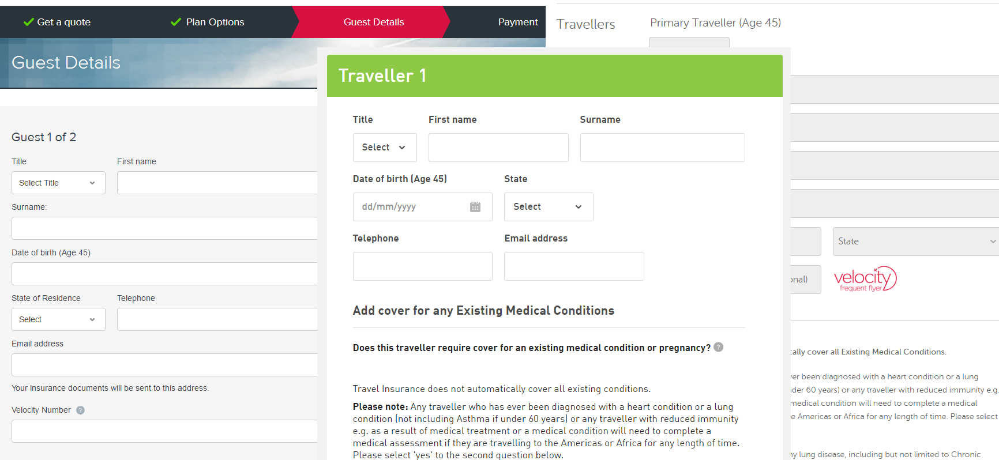 Get a quote
Plan Options
Guest Details
Payment
Guest Details
Guest 1 of 2
Title
First name
Select Title
Surname:
Date of birth (Age 45)
State of Residence
Telephone
Select
Email address
Your insurance documents will be sent to this address.
Velocity Number ?
Traveller 1
Title
First name
Surname
Select
Date of birth (Age 45)
State
dd/mm/yyyy
Select
Telephone
Email address
Add cover for any Existing Medical Conditions
Does this traveller require cover for an existing medical condition or pregnancy? ?
Travel Insurance does not automatically cover all existing conditions.
Please note: Any traveller who has ever been diagnosed with a heart condition or a lung
condition (not including Asthma if under 60 years) or any traveller with reduced immunity
e.g. as a result of medical treatment or a medical condition will need to complete a
medical assessment if they are travelling to the Americas or Africa for any length of time.
Please select 'yes' to the second question below.
Travellers
Primary Traveller (Age 45)
State
onal)
velocity
frequent flyer
cally cover all Existing Medical Conditions.
ver been diagnosed with a heart condition or a lung
nder 60 years) or any traveller with reduced immunity e.g.
medical condition will need to complete a medical
e Americas or Africa for any length of time. Please select
ny lung disease, including but not limited to Chronic